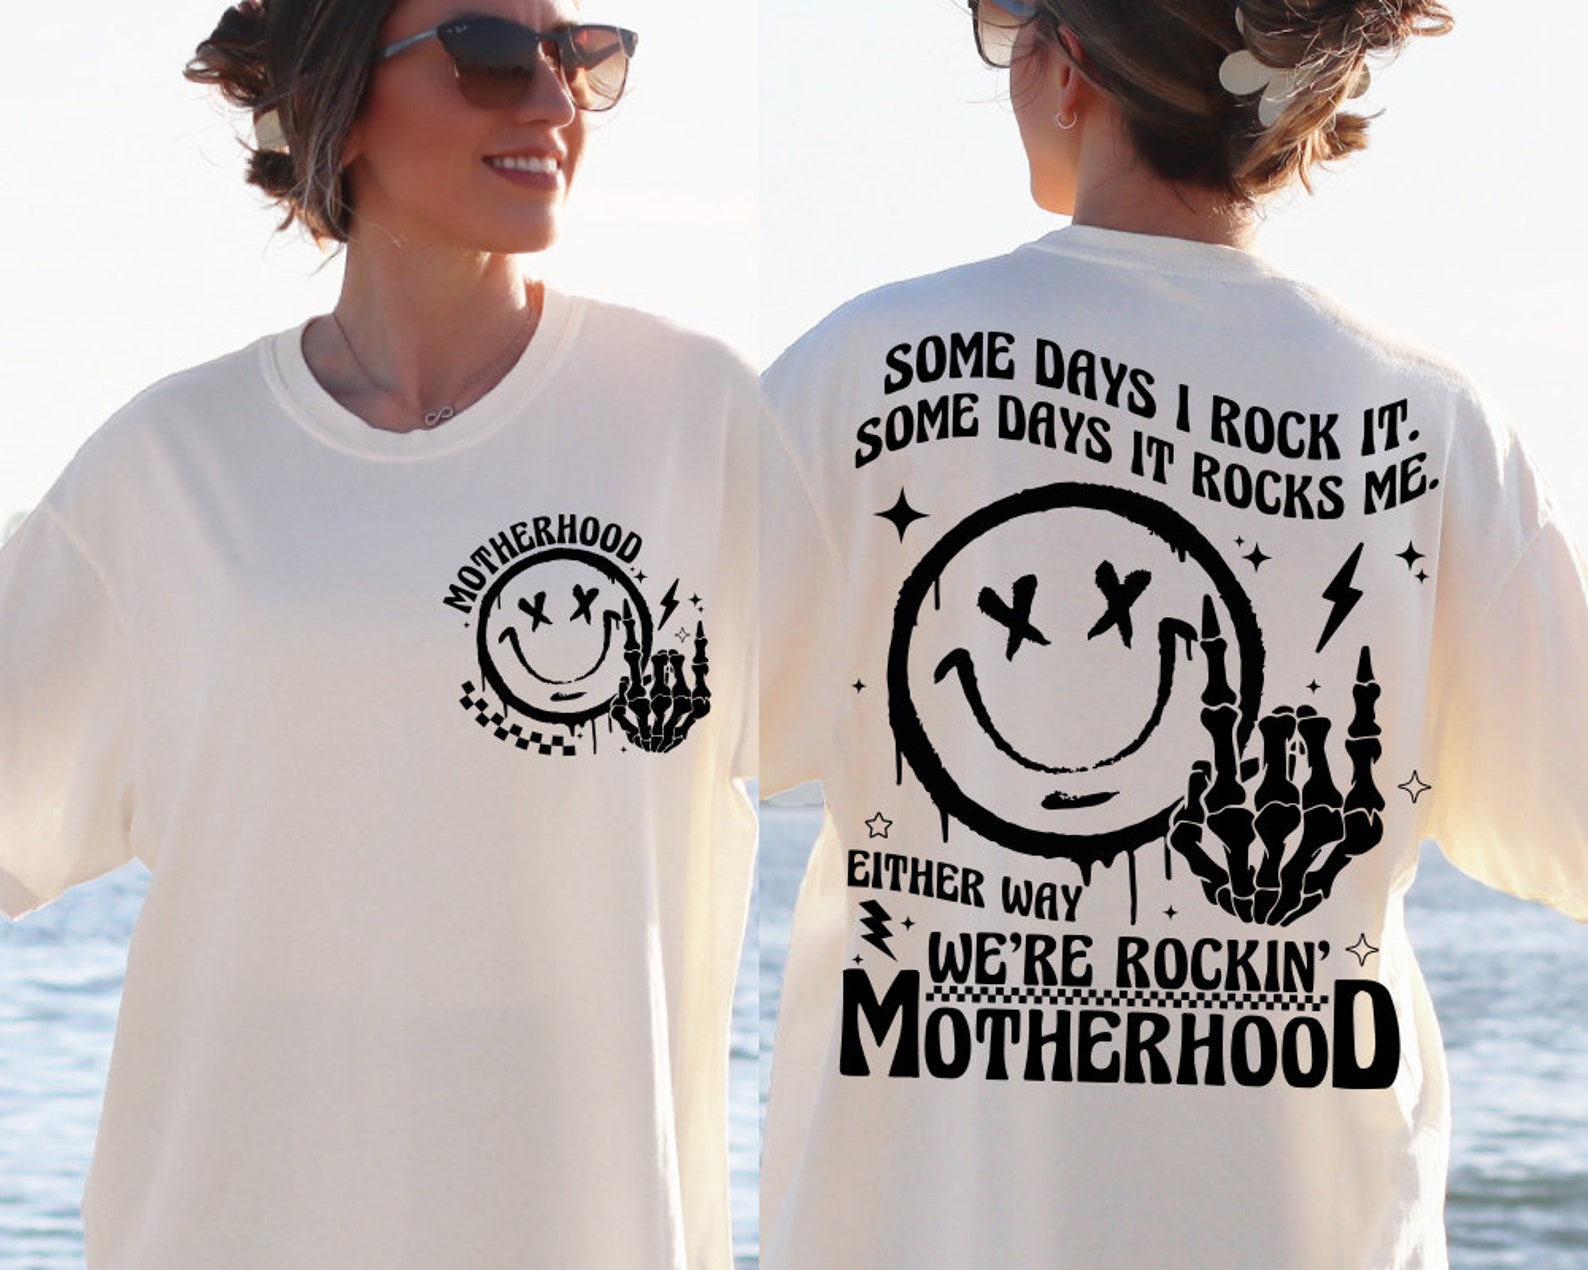 MOTHERHOOD
SOME DAYS I ROCK IT.
SOME DAYS IT ROCKS ME.
EITHER WAY
WE'RE ROCKIN'
MOTHERHOOD